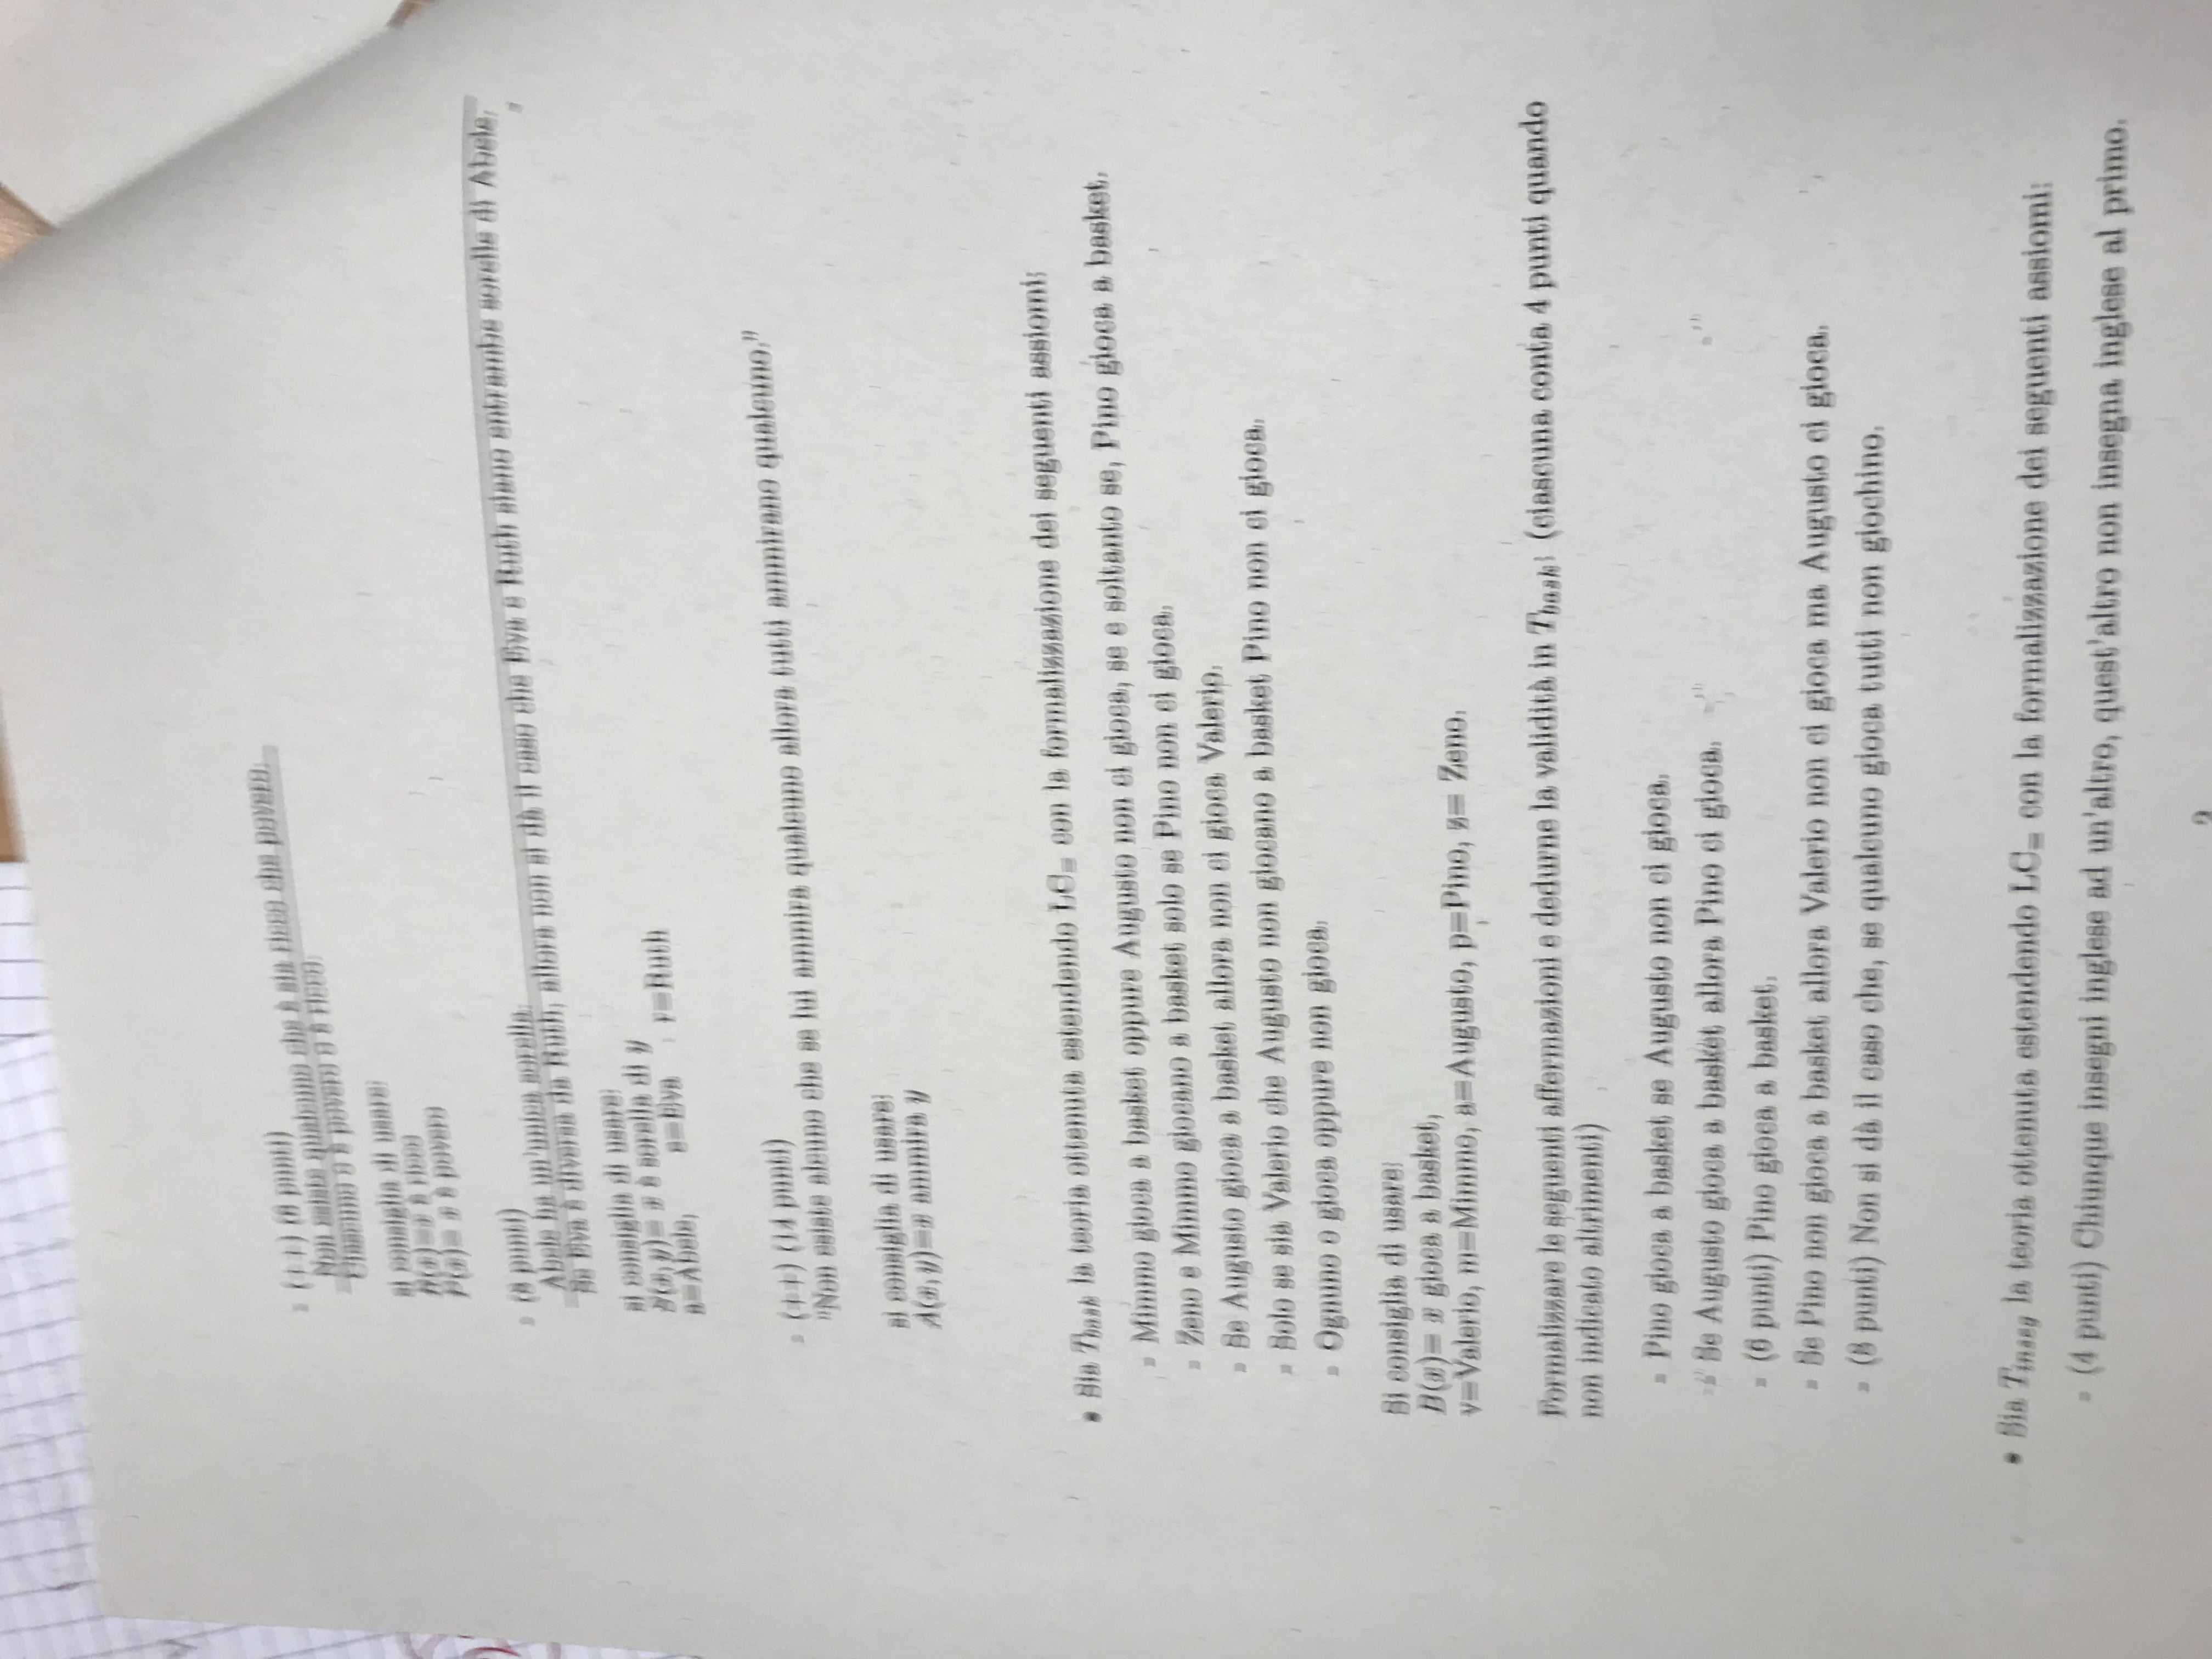 - (++) (6 punti)
Non esiste qualcuno che è sia ricco che povero.
Ciascuno o è povero o è ricco.
si consiglia di usare:
R(x)=x è ricco
P(x)= x è povero
- (8 punti)
Abele ha un'unica sorella.
Se Eva è diversa da Ruth, allora non si dà il caso che Eva e Ruth siano entrambe sorelle di Abele.
si consiglia di usare:
S(x,y)= x è sorella di y
a=Abele, e=Eva r=Ruth
- (++) (14 punti)
"Non esiste alcuno che se lui ammira qualcuno allora tutti ammirano qualcuno."
si consiglia di usare:
A(x,y)=x ammira y
• Sia T_bask la teoria ottenuta estendendo LC_= con la formalizzazione dei seguenti assiomi:
- Mimmo gioca a basket oppure Augusto non ci gioca, se e soltanto se, Pino gioca a basket.
- Zeno e Mimmo giocano a basket solo se Pino non ci gioca.
- Se Augusto gioca a basket allora non ci gioca Valerio.
- Solo se sia Valerio che Augusto non giocano a basket Pino non ci gioca.
- Ognuno o gioca oppure non gioca.
Si consiglia di usare:
B(x)= x gioca a basket,
v=Valerio, m=Mimmo, a=Augusto, p=Pino, z= Zeno.
Formalizzare le seguenti affermazioni e dedurne la validità in T_bask: (ciascuna conta 4 punti quando
non indicato altrimenti)
- Pino gioca a basket se Augusto non ci gioca.
- Se Augusto gioca a basket allora Pino ci gioca.
- (6 punti) Pino gioca a basket.
- Se Pino non gioca a basket allora Valerio non ci gioca ma Augusto ci gioca.
- (8 punti) Non si dà il caso che, se qualcuno gioca tutti non giochino.
• Sia T_inseg la teoria ottenuta estendendo LC_= con la formalizzazione dei seguenti assiomi:
- (4 punti) Chiunque insegni inglese ad un'altro, quest'altro non insegna inglese al primo.